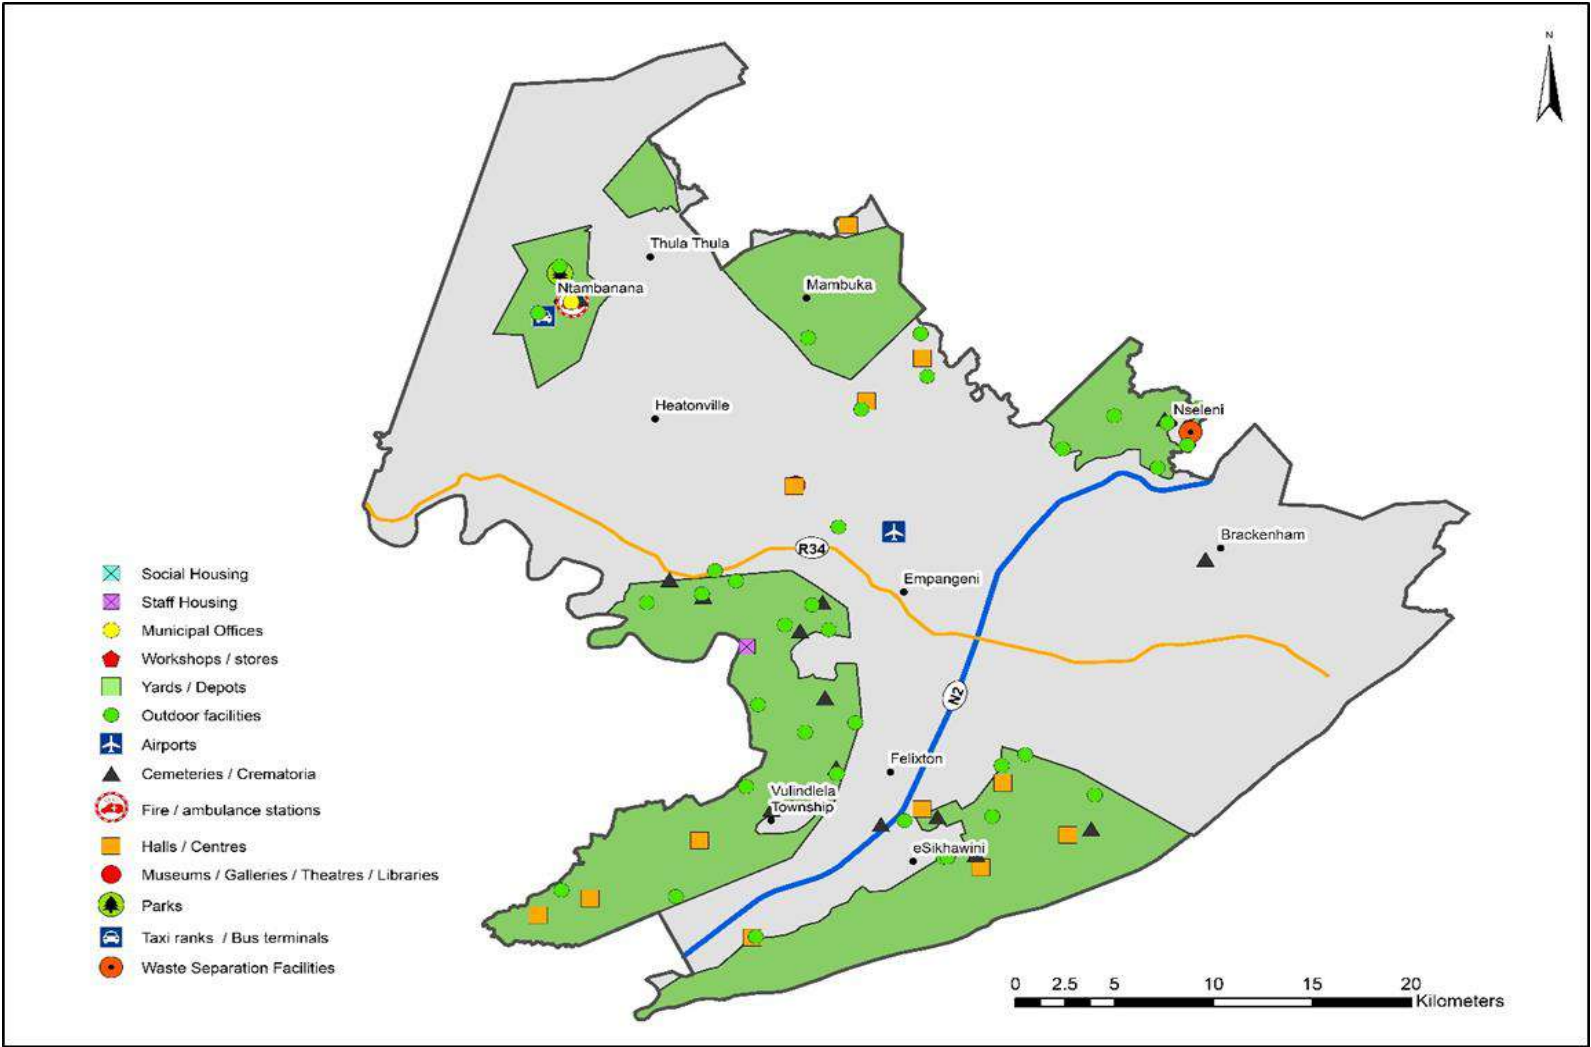 N
Thula Thula
Mambuka
Ntambanana
Heatonville
Nseleni
Brackenham
R34
Empangeni
N2
Felixton
Vulindlela
Township
eSikhawini
Social Housing
Staff Housing
Municipal Offices
Workshops / stores
Yards / Depots
Outdoor facilities
Airports
Cemeteries / Crematoria
Fire / ambulance stations
Halls / Centres
Museums / Galleries / Theatres / Libraries
Parks
Taxi ranks / Bus terminals
Waste Separation Facilities
0 2.5 5 10 15 20
Kilometers